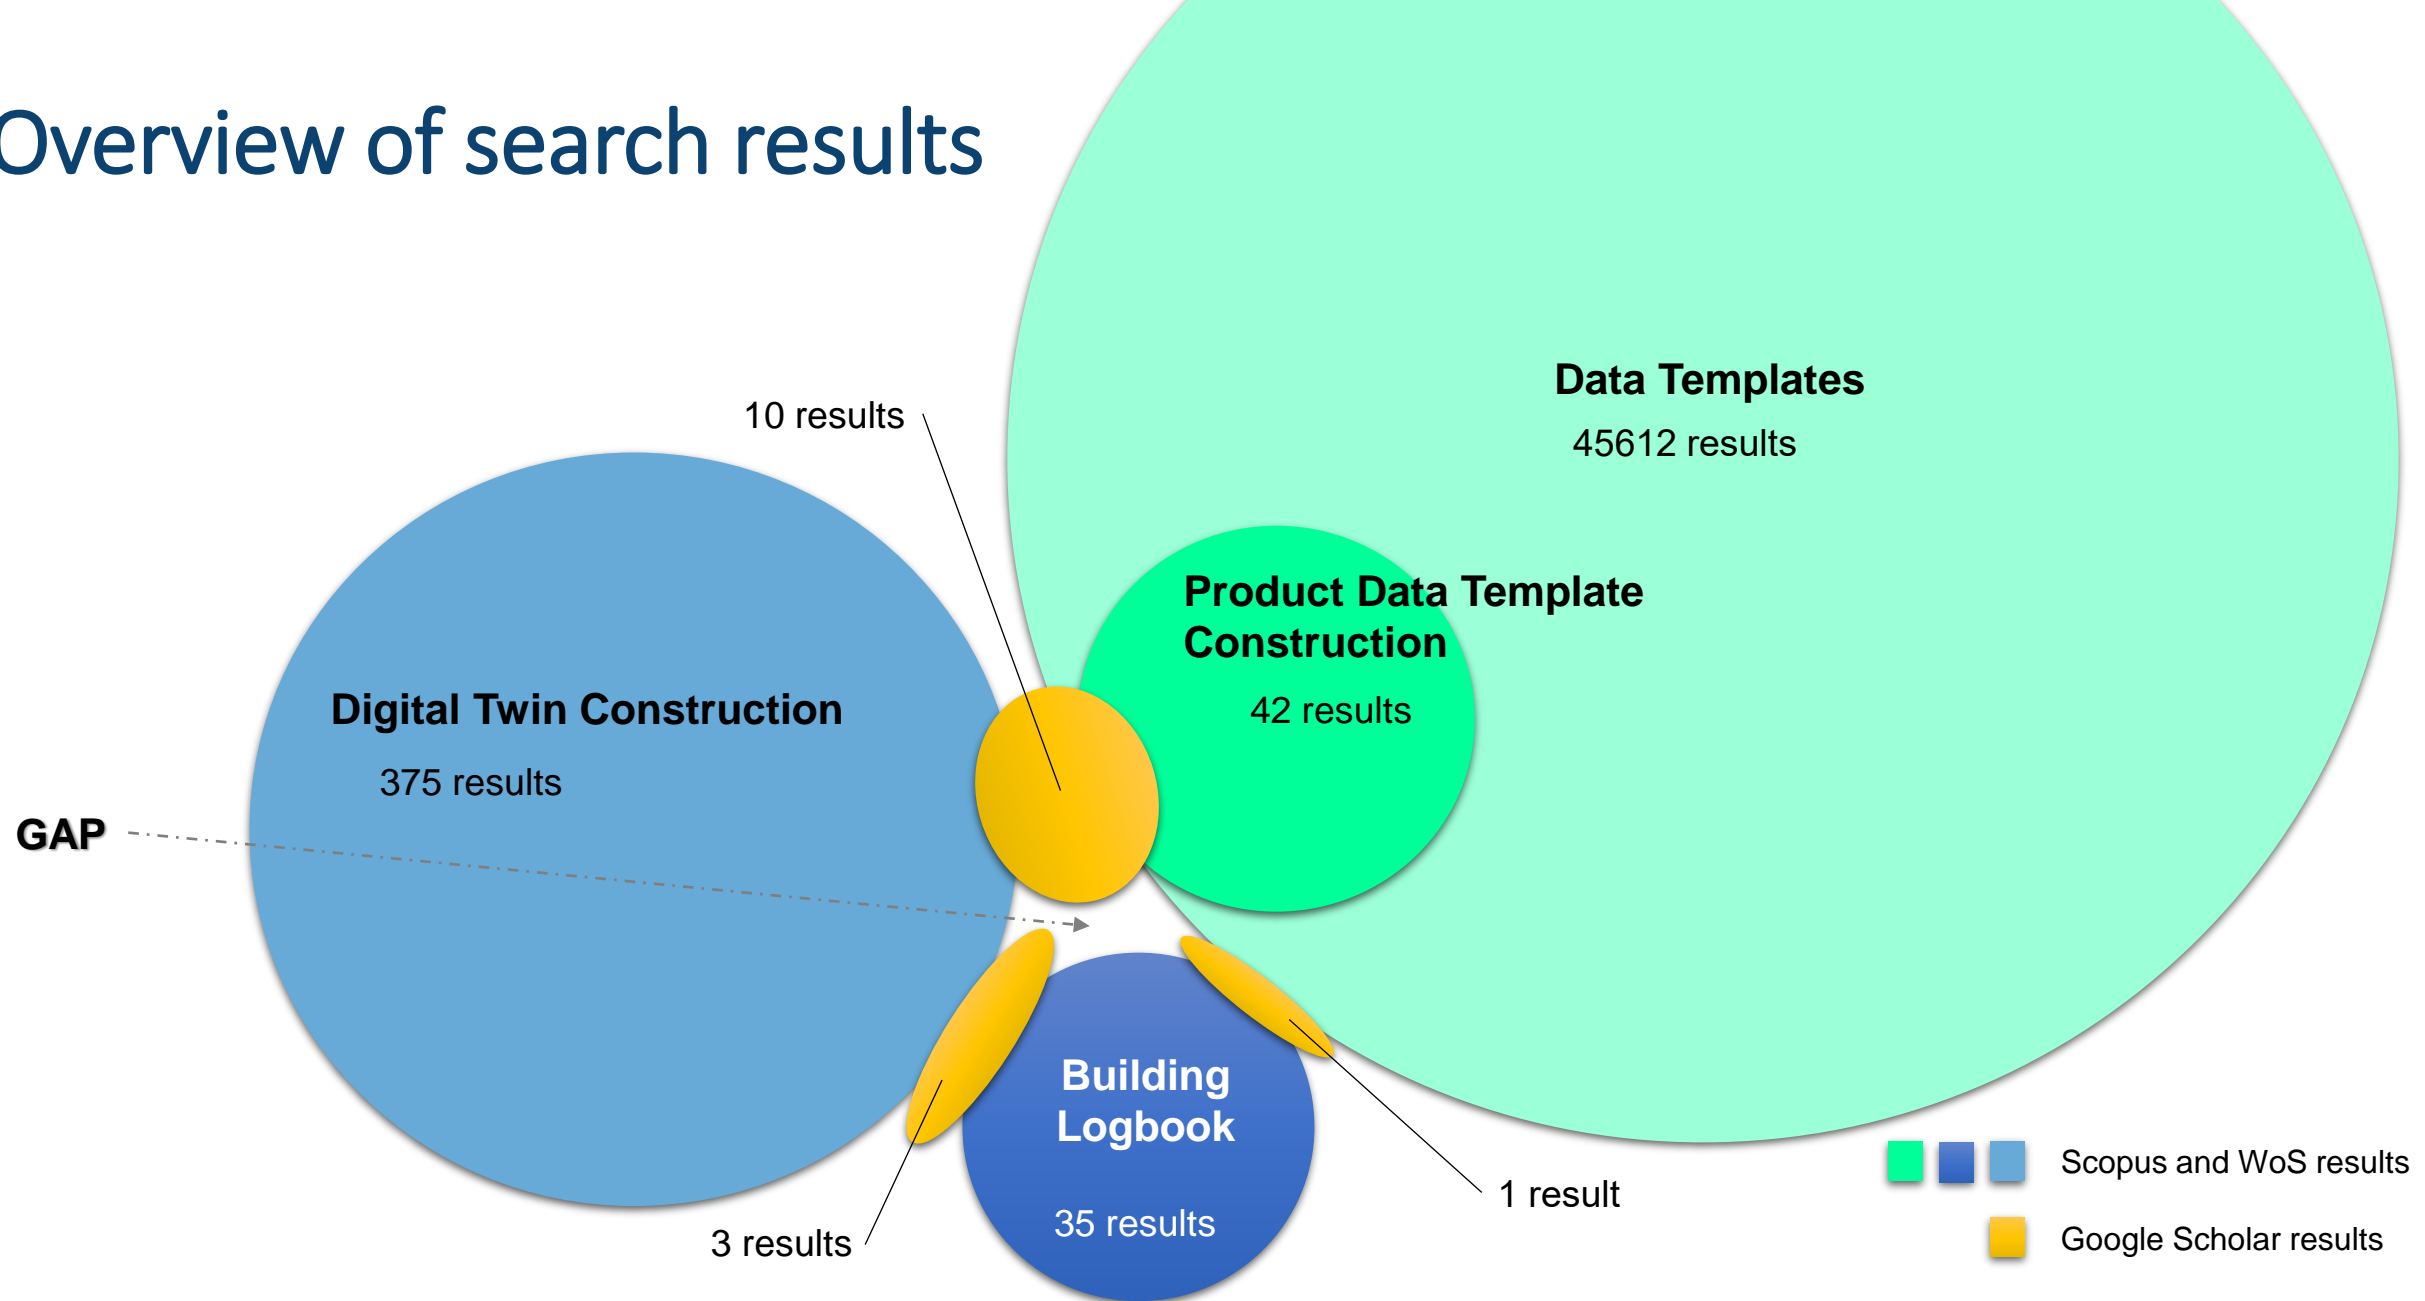 Overview of search results
Data Templates
45612 results
10 results
Product Data Template
Construction
42 results
Digital Twin Construction
375 results
GAP
Building
Logbook
35 results
3 results
1 result
Scopus and WoS results
Google Scholar results